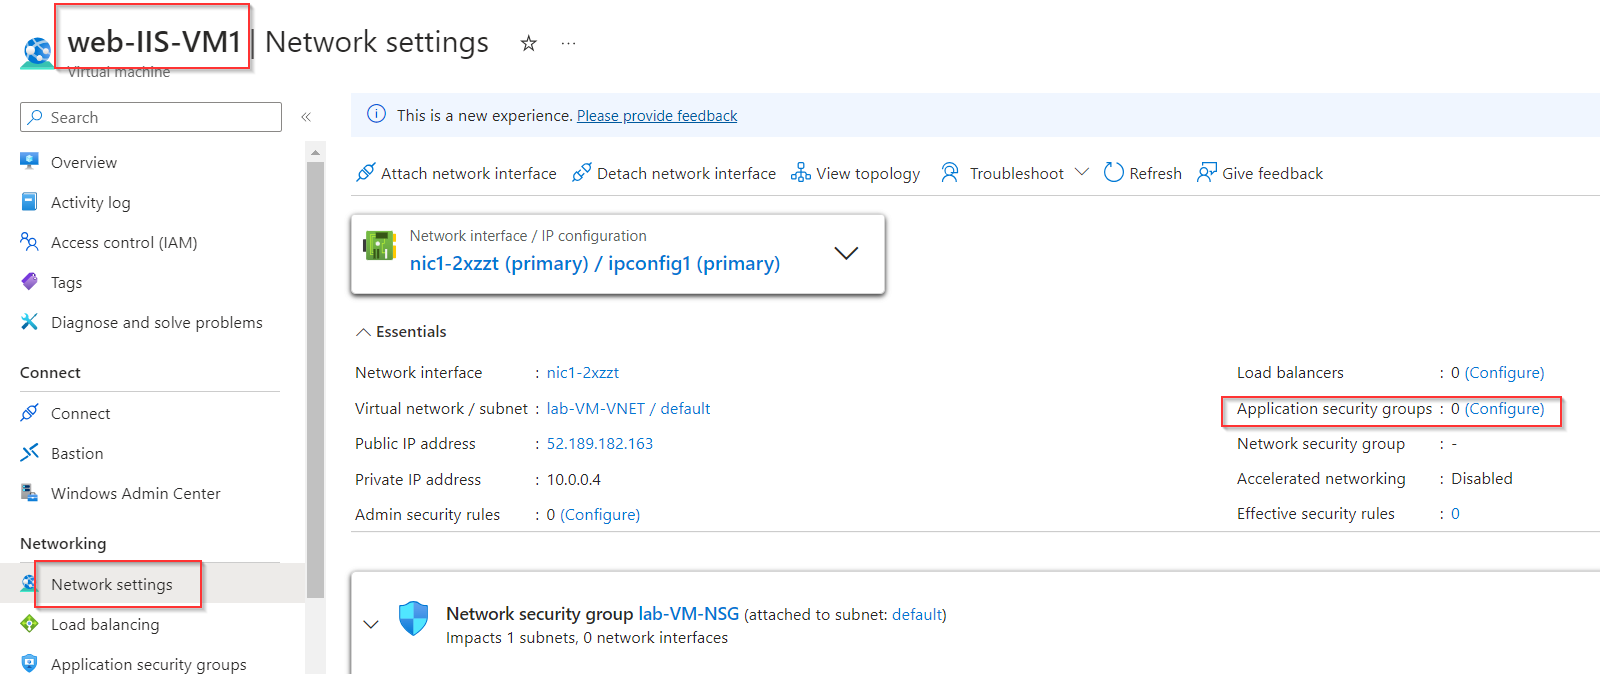 web-IIS-VM1 | Network settings
Virtual machine
Search
Overview
Activity log
Access control (IAM)
Tags
Diagnose and solve problems
Connect
Connect
Bastion
Windows Admin Center
Networking
Network settings
Load balancing
Application security groups
This is a new experience. Please provide feedback
Attach network interface Detach network interface View topology Troubleshoot Refresh Give feedback
Network interface / IP configuration
nic1-2xzzt (primary) / ipconfig1 (primary)
Essentials
Network interface : nic1-2xzzt
Virtual network / subnet : lab-VM-VNET / default
Public IP address : 52.189.182.163
Private IP address : 10.0.0.4
Admin security rules : 0 (Configure)
Load balancers : 0 (Configure)
Application security groups : 0 (Configure)
Network security group : -
Accelerated networking : Disabled
Effective security rules : 0
Network security group lab-VM-NSG (attached to subnet: default)
Impacts 1 subnets, 0 network interfaces